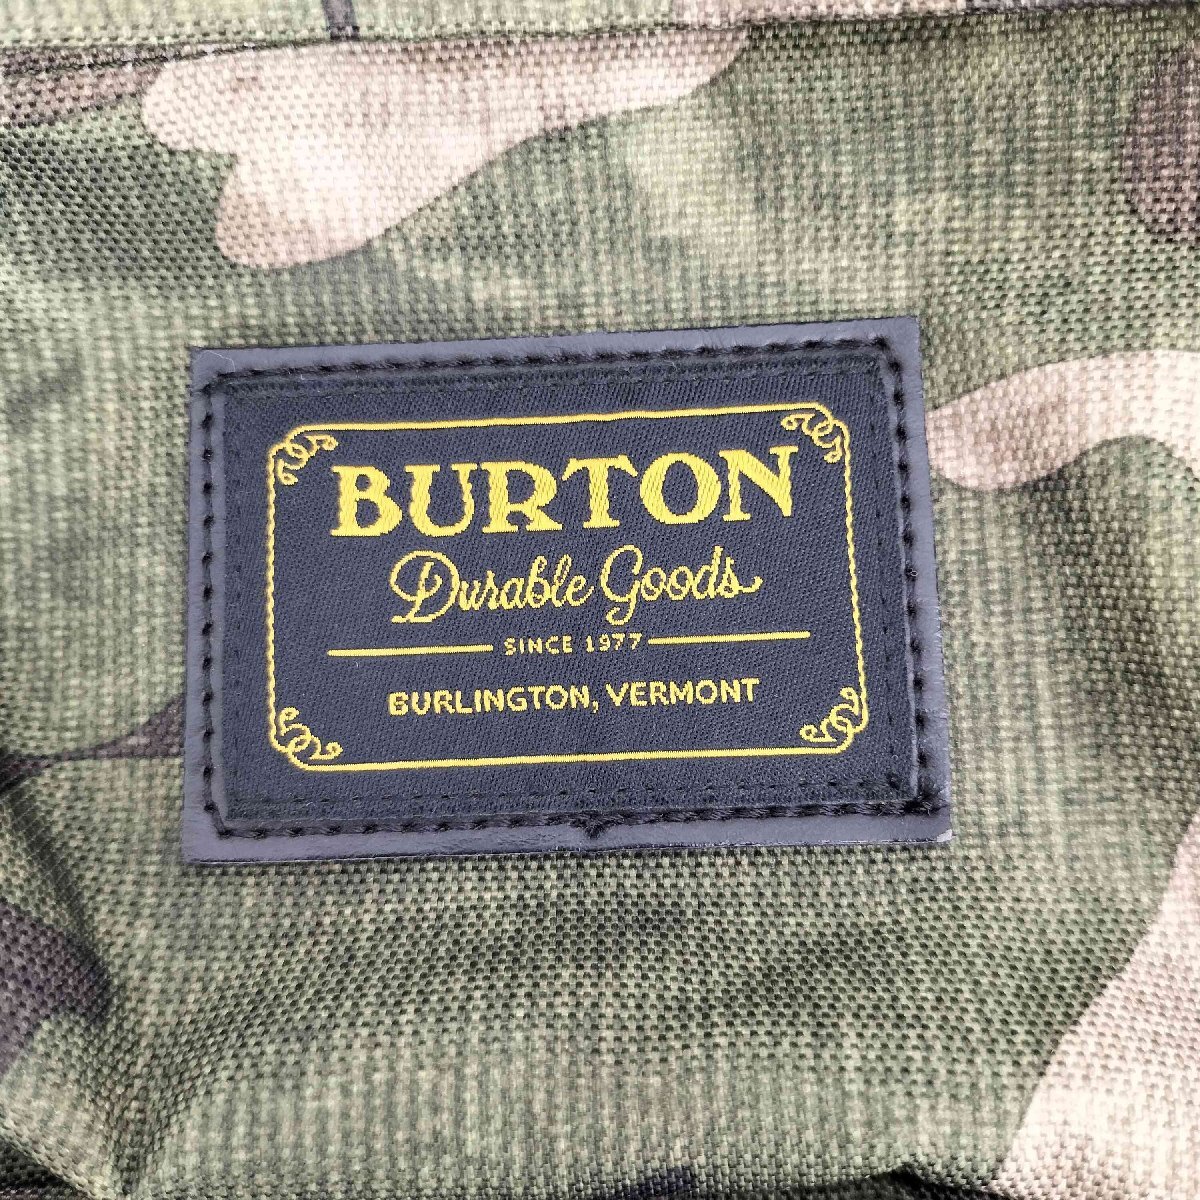 BURTON
Durable Goods
SINCE 1977
BURLINGTON, VERMONT